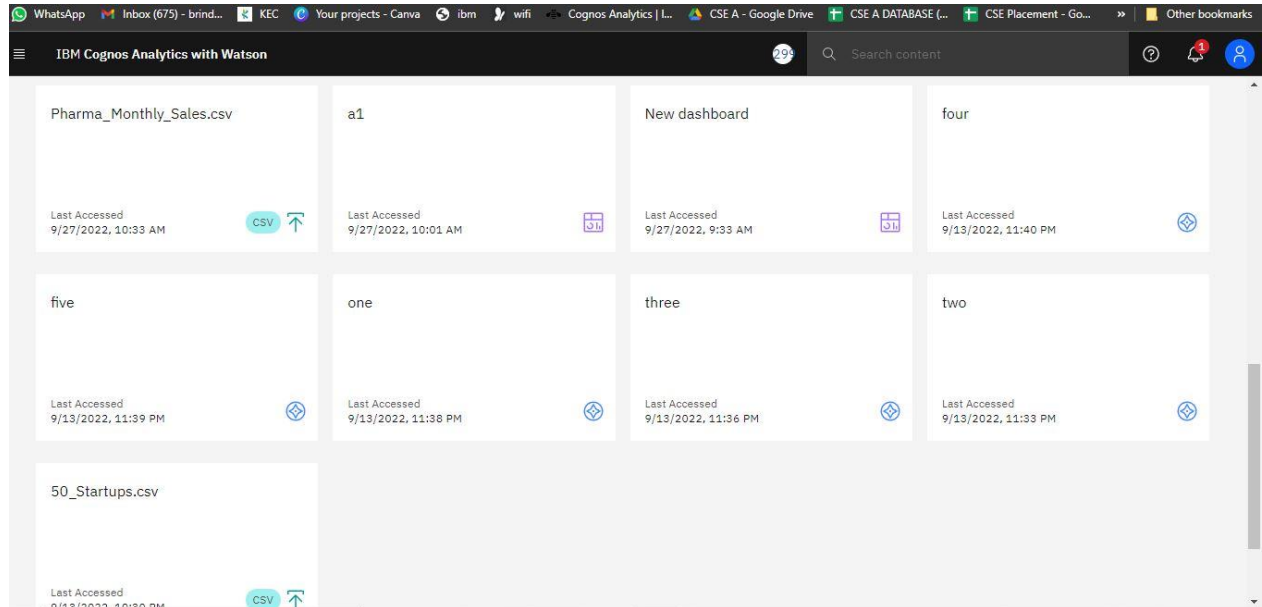 WhatsApp Inbox (675) - brind... KEC Your projects - Canva ibm wifi Cognos Analytics | I... CSE A - Google Drive CSE A DATABASE (... CSE Placement - Go... » Other bookmarks
IBM Cognos Analytics with Watson 299 Search content 1
Pharma_Monthly_Sales.csv a1 New dashboard four
Last Accessed Last Accessed Last Accessed Last Accessed
9/27/2022, 10:33 AM CSV 9/27/2022, 10:01 AM 9/27/2022, 9:33 AM 9/13/2022, 11:40 PM
five one three two
Last Accessed Last Accessed Last Accessed Last Accessed
9/13/2022, 11:39 PM 9/13/2022, 11:38 PM 9/13/2022, 11:36 PM 9/13/2022, 11:33 PM
50_Startups.csv
Last Accessed CSV